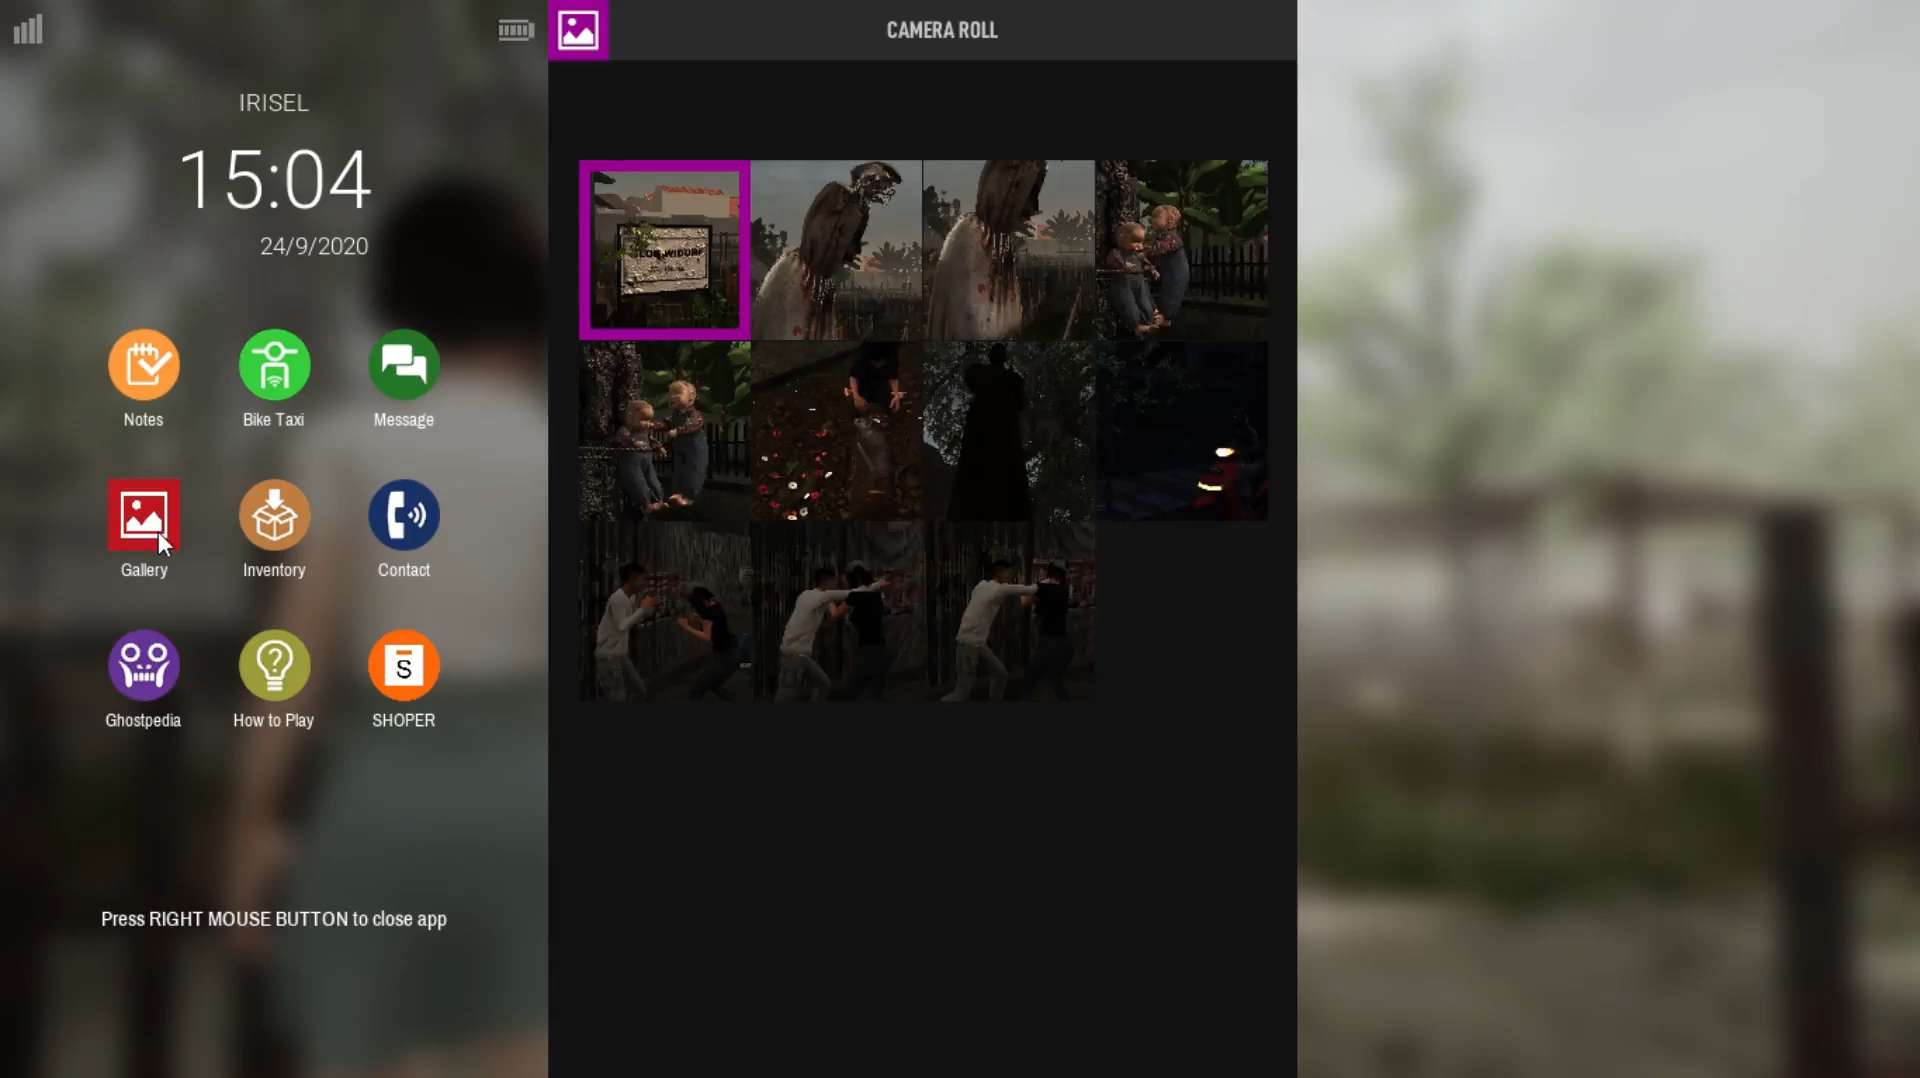 CAMERA ROLL
IRISEL
15:04
24/9/2020
Notes
Bike Taxi
Message
Gallery
Inventory
Contact
Ghostpedia
How to Play
S
SHOPER
Press RIGHT MOUSE BUTTON to close app